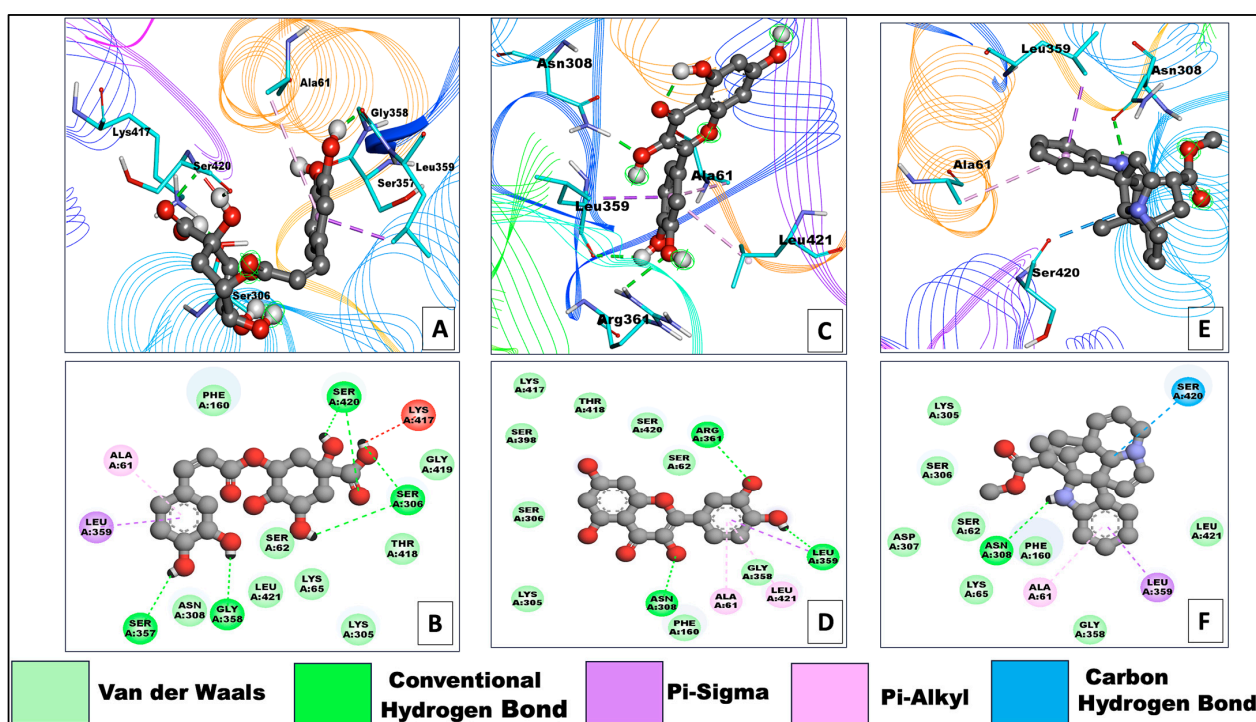 Ala61
Lys417
Gly358
Ser420
Leu359
Ser357
Ser306
A
Asn308
Ala61
Leu359
Leu421
Arg361
C
Leu359
Asn308
Ala61
Ser420
E
PHE
A:160
SER
A:420
LYS
A:417
ALA
A:61
GLY
A:419
LEU
A:359
SER
A:306
SER
A:62
THR
A:418
LEU
A:421
LYS
A:65
ASN
A:308
GLY
A:358
SER
A:357
LYS
A:305
B
LYS
A:417
THR
A:418
SER
A:420
ARG
A:361
SER
A:398
SER
A:62
SER
A:306
LEU
A:359
GLY
A:358
LEU
A:421
LYS
A:305
ASN
A:308
ALA
A:61
PHE
A:160
D
SER
A:420
LYS
A:305
SER
A:306
SER
A:62
LEU
A:421
ASP
A:307
ASN
A:308
PHE
A:160
LYS
A:65
ALA
A:61
LEU
A:359
GLY
A:358
F
Van der Waals
Conventional
Hydrogen Bond
Pi-Sigma
Pi-Alkyl
Carbon
Hydrogen Bond